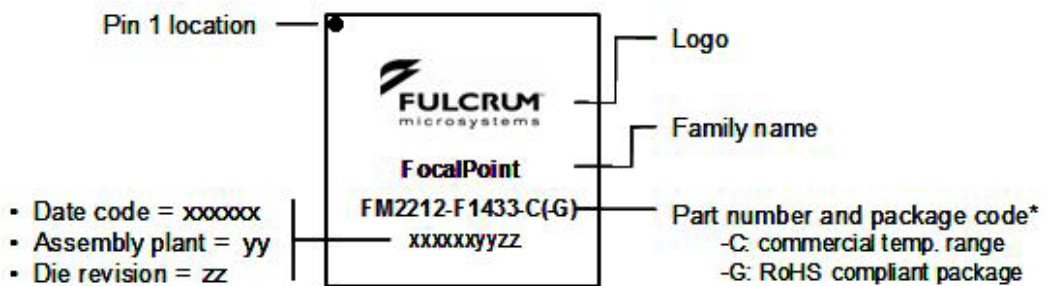 Pin 1 location
Logo
FULCRUM
microsystems
Family name
FocalPoint
FM2212-F1433-C(-G)
xxxxxxyyzz
• Date code = xxxxxx
• Assembly plant = yy
• Die revision = zz
Part number and package code*
-C: commercial temp. range
-G: RoHS compliant package